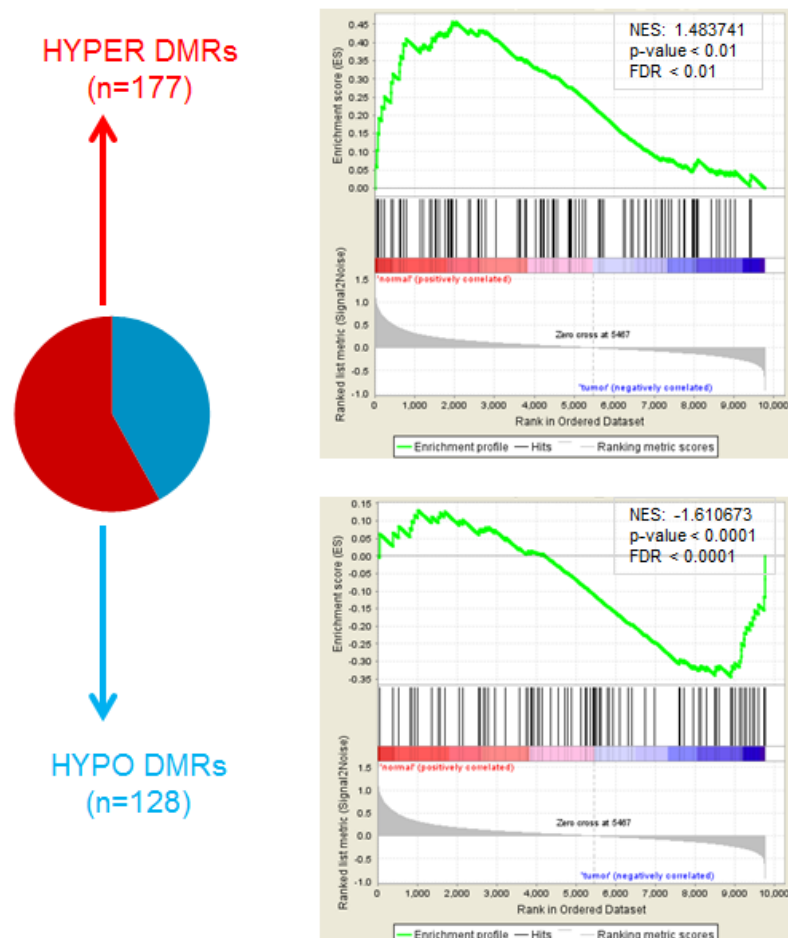 HYPER DMRs
(n=177)
HYPO DMRs
(n=128)
NES: 1.483741
p-value < 0.01
FDR < 0.01
Enrichment score (ES)
0.45
0.40
0.35
0.30
0.25
0.20
0.15
0.10
0.05
0.00
Ranked list metric (Signal2Noise)
1.5
1.0
0.5
0.0
-0.5
-1.0
'normal' (positively correlated)
Zero cross at 5467
'tumor' (negatively correlated)
0 1,000 2,000 3,000 4,000 5,000 6,000 7,000 8,000 9,000 10,000
Rank in Ordered Dataset
Enrichment profile Hits Ranking metric scores
NES: -1.610673
p-value < 0.0001
FDR < 0.0001
Enrichment score (ES)
0.15
0.10
0.05
0.00
-0.05
-0.10
-0.15
-0.20
-0.25
-0.30
-0.35
Ranked list metric (Signal2Noise)
1.5
1.0
0.5
0.0
-0.5
-1.0
'normal' (positively correlated)
Zero cross at 5467
'tumor' (negatively correlated)
0 1,000 2,000 3,000 4,000 5,000 6,000 7,000 8,000 9,000 10,000
Rank in Ordered Dataset
Enrichment profile Hits Ranking metric scores